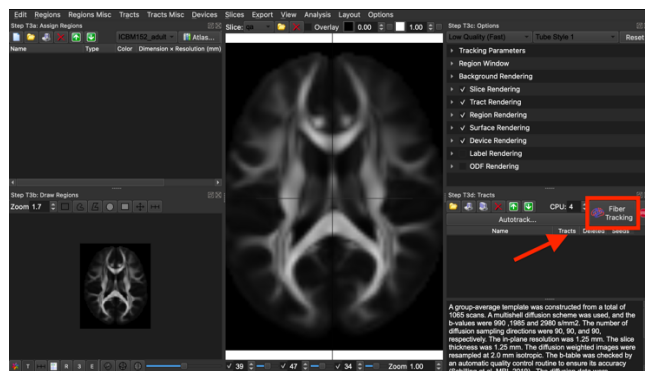 Edit Regions Regions Misc Tracts Tracts Misc Devices Slices Export View Analysis Layout Options
Step T3a: Assign Regions
ICBM152_adult
Atlas...
Name Type Color Dimension x Resolution (mm)
Slice: qa
Overlay 0.00 1.00
Step T3c: Options
Low Quality (Fast) Tube Style 1 Reset
Tracking Parameters
Region Window
Background Rendering
✓ Slice Rendering
✓ Tract Rendering
✓ Region Rendering
✓ Surface Rendering
✓ Device Rendering
Label Rendering
ODF Rendering
Step T3b: Draw Regions
Zoom 1.7
Step T3d: Tracts
CPU: 4
Fiber
Tracking
Autotrack...
Name Tracts Deleted Seeds
A group-average template was constructed from a total of
1065 scans. A multishell diffusion scheme was used, and the
b-values were 990 ,1985 and 2980 s/mm2. The number of
diffusion sampling directions were 90, 90, and 90,
respectively. The in-plane resolution was 1.25 mm. The slice
thickness was 1.25 mm. The diffusion weighted images were
resampled at 2.0 mm isotropic. The b-table was checked by
an automatic quality control routine to ensure its accuracy
T R 3 E
✓ 39 ✓ 47 ✓ 34 Zoom 1.00